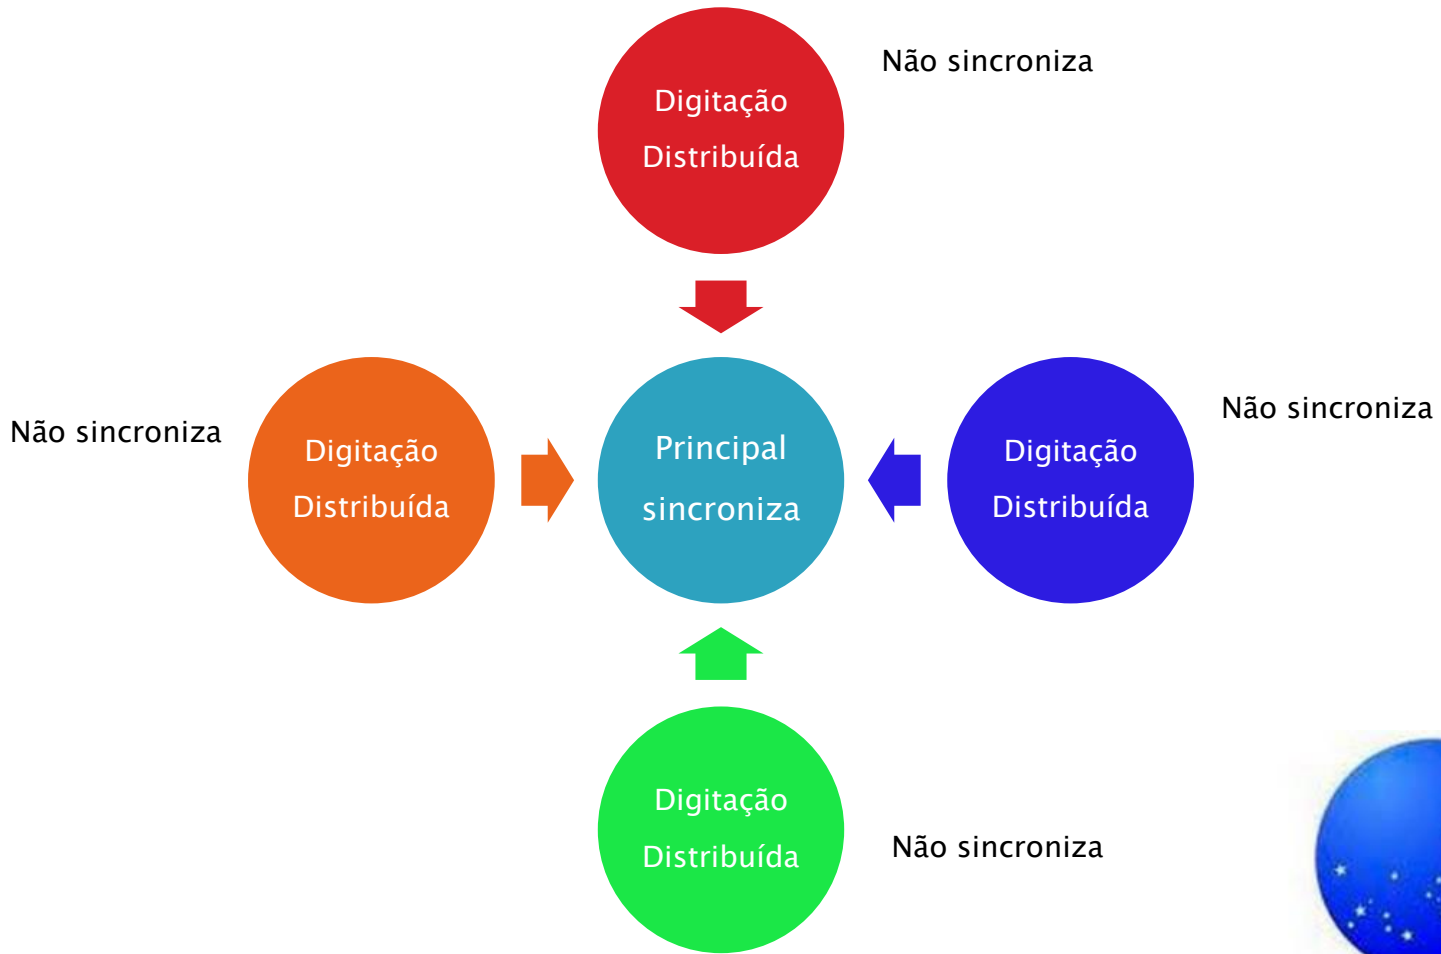 Não sincroniza
Digitação
Distribuída
Não sincroniza
Digitação
Distribuída
Principal
sincroniza
Digitação
Distribuída
Não sincroniza
Digitação
Distribuída
Não sincroniza